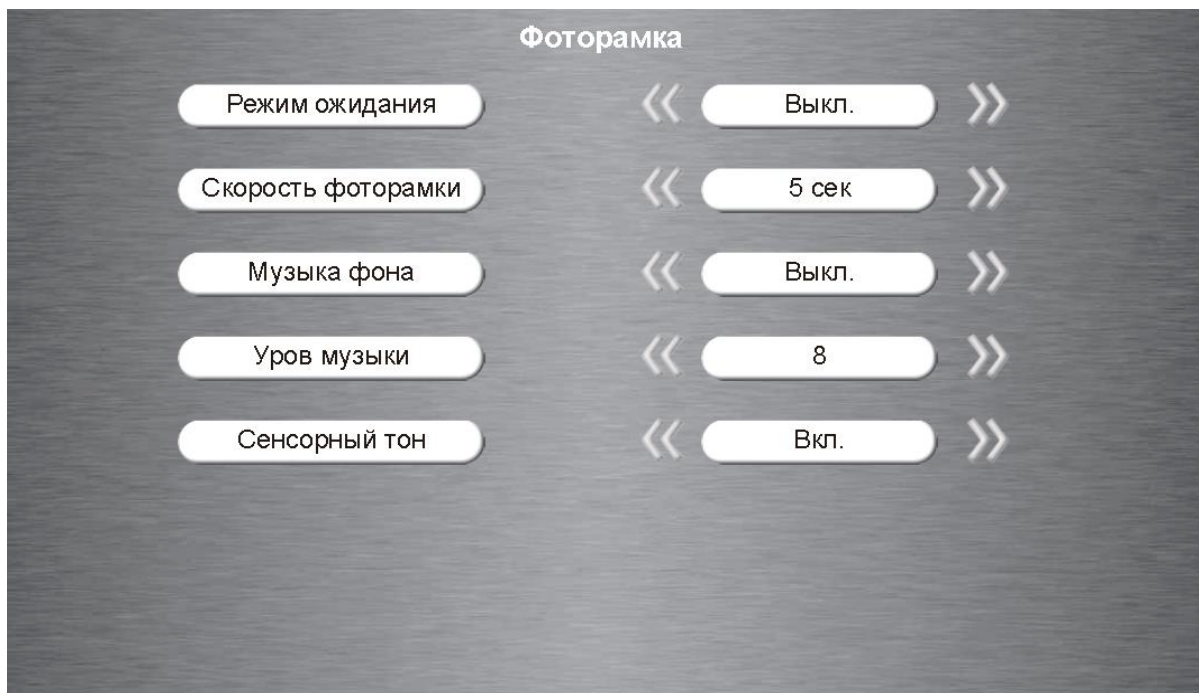 Фоторамка
Режим ожидания Выкл.
Скорость фоторамки 5 сек
Музыка фона Выкл.
Уров музыки 8
Сенсорный тон Вкл.